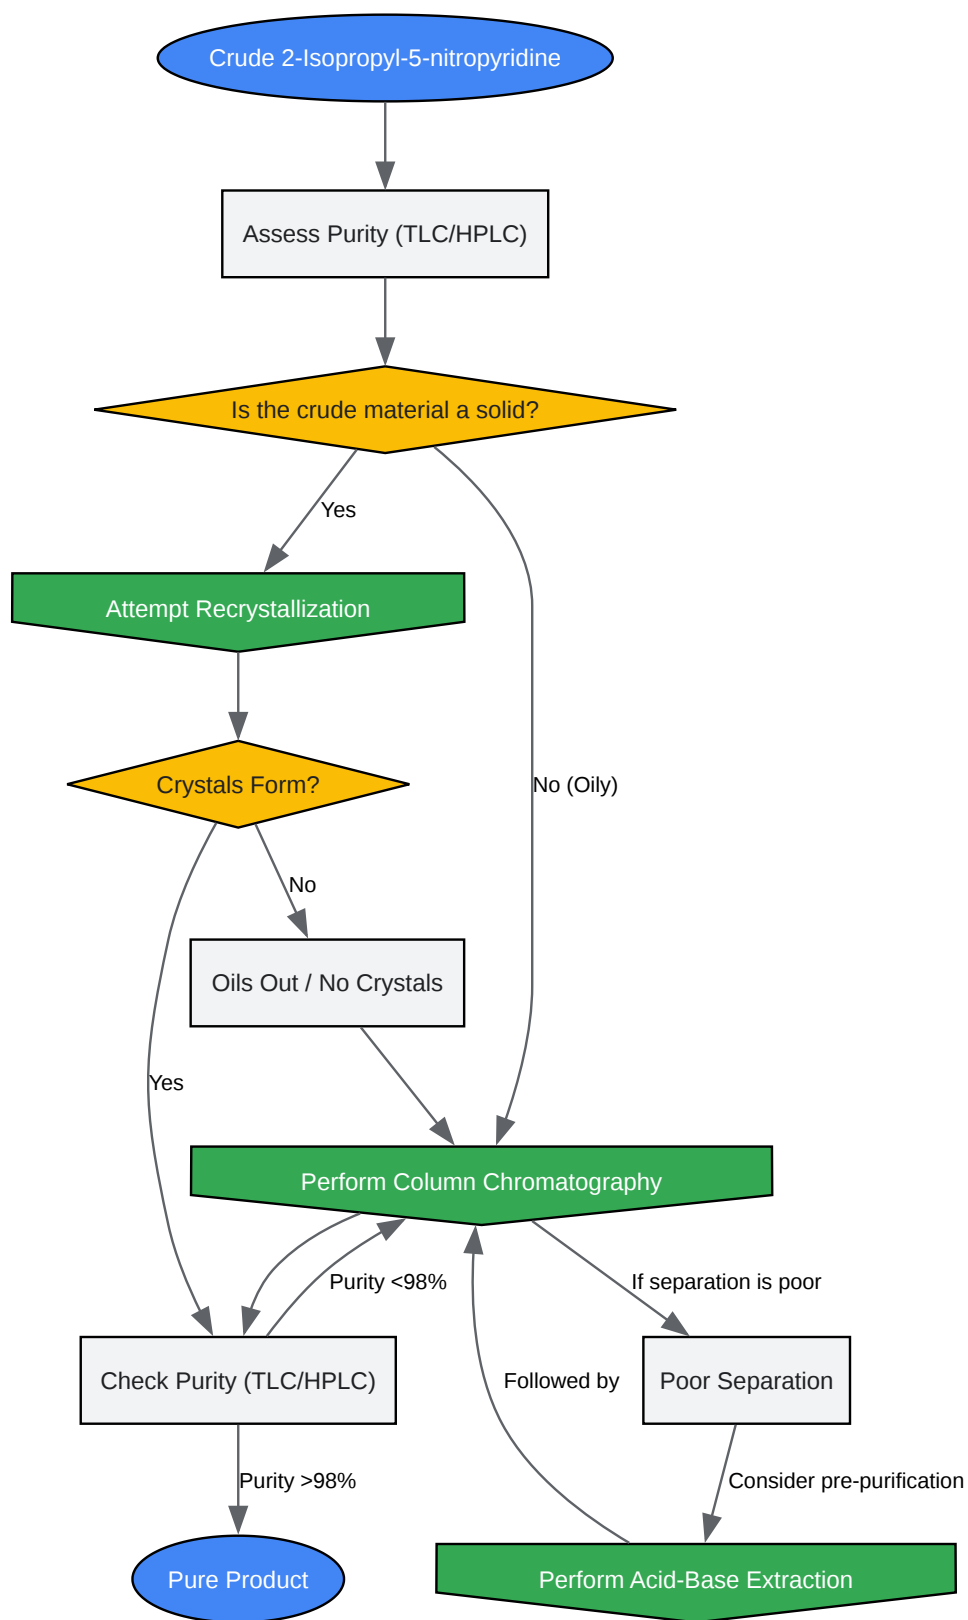 Crude 2-Isopropyl-5-nitropyridine
Assess Purity (TLC/HPLC)
Is the crude material a solid?
Yes
Attempt Recrystallization
Crystals Form?
No (Oily)
No
Oils Out / No Crystals
Yes
Perform Column Chromatography
Purity <98%
If separation is poor
Check Purity (TLC/HPLC)
Followed by
Poor Separation
Purity >98%
Consider pre-purification
Pure Product
Perform Acid-Base Extraction